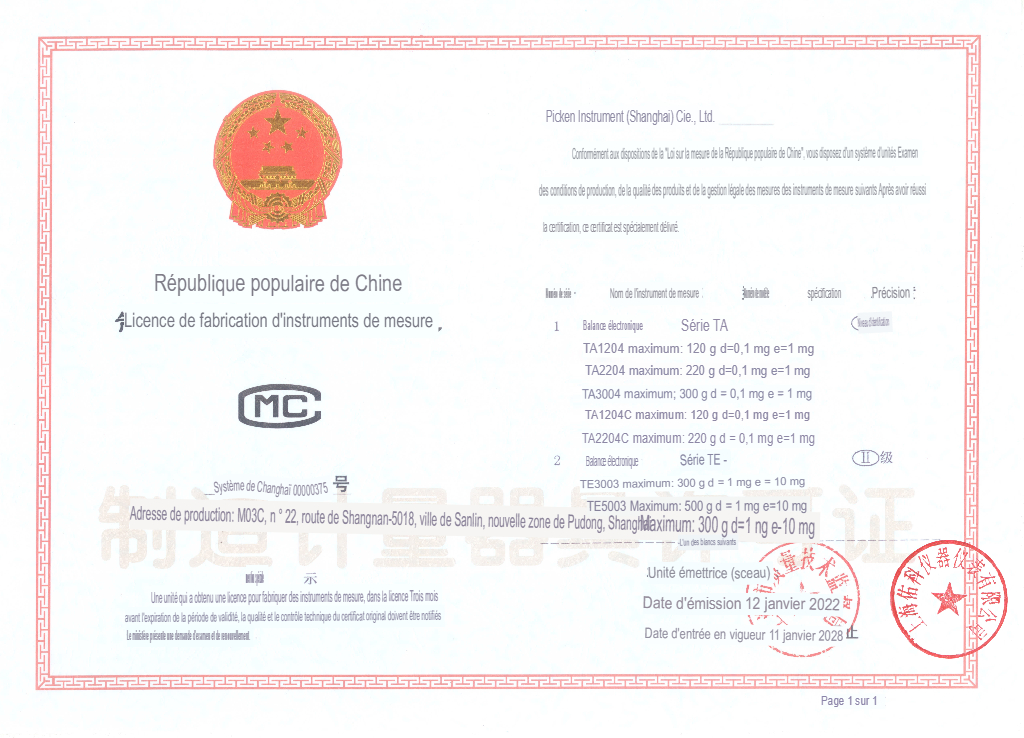 Picken Instrument (Shanghai) Cie., Ltd.
Conformément aux dispositions de la "Loi sur la mesure de la République populaire de Chine", vous disposez d'un système d'unités Examen
des conditions de production, de la qualité des produits et de la gestion légale des mesures des instruments de mesure suivants Après avoir réussi
la certification, ce certificat est spécialement délivré.
République populaire de Chine
Licence de fabrication d'instruments de mesure
MC
Système de Changhaï 00000375 号
制造计量器具许可证
Adresse de production: M03C, n ° 22, route de Shangnan-5018, ville de Sanlin, nouvelle zone de Pudong, Shangh
示
Une unité qui a obtenu une licence pour fabriquer des instruments de mesure, dans la licence Trois mois
avant l'expiration de la période de validité, la qualité et le contrôle technique du certificat original doivent être notifiés
Le ministère présente une demande d'examen et de renouvellement.
Numéro de série Nom de l'instrument de mesure spécification Précision
1 Balance électronique Série TA Niveau d'identification
TA1204 maximum: 120 g d=0,1 mg e=1 mg
TA2204 maximum: 220 g d=0,1 mg e=1 mg
TA3004 maximum; 300 g d = 0,1 mg e = 1 mg
TA1204C maximum: 120 g d=0,1 mg e=1 mg
TA2204C maximum: 220 g d = 0,1 mg e=1 mg
2 Balance électronique Série TE - II 级
TE3003 maximum: 300 g d = 1 mg e = 10 mg
TE5003 Maximum: 500 g d = 1 mg e=10 mg
Maximum: 300 g d=1 ng e-10 mg
-L'un des blancs suivants
Unité émettrice (sceau)
Date d'émission 12 janvier 2022
Date d'entrée en vigueur 11 janvier 2028 止
量技术监
上海佑科仪器仪表有限公司
Page 1 sur 1